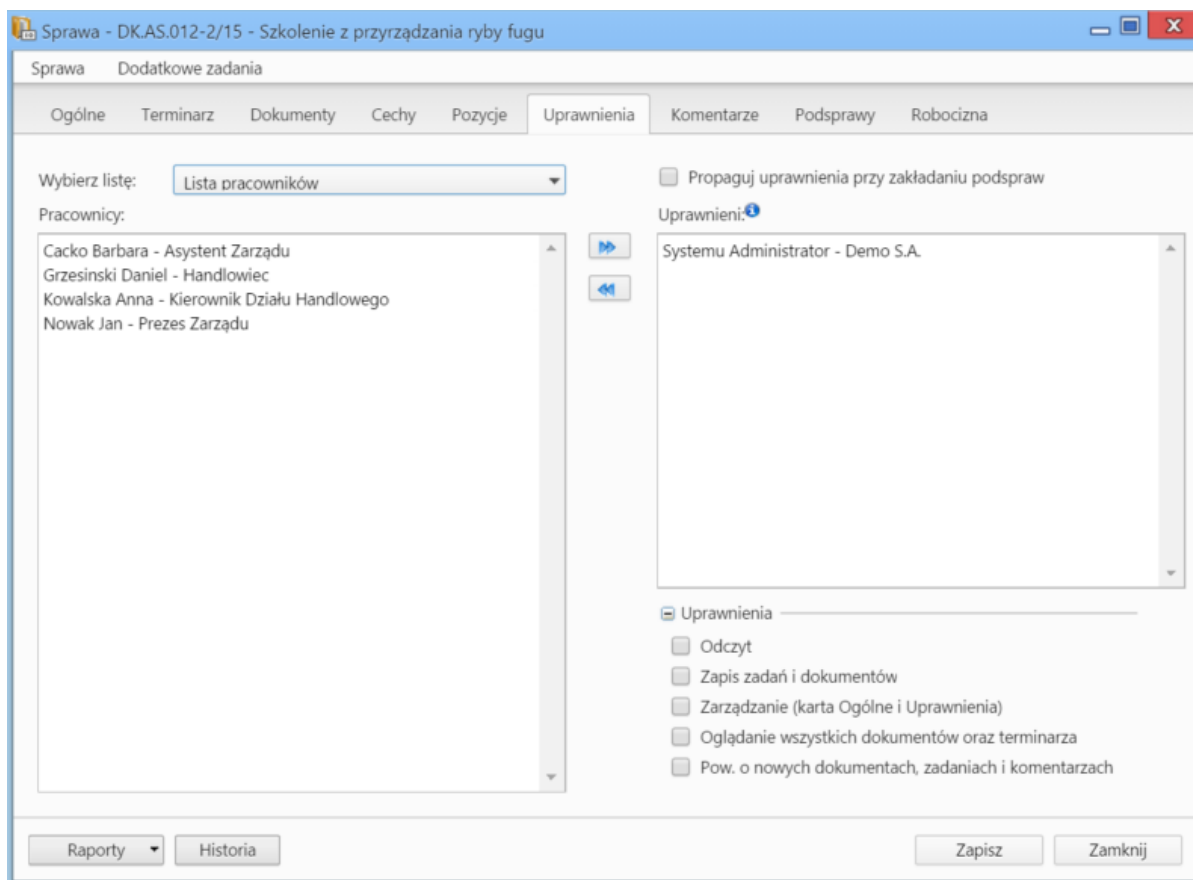 Sprawa - DK.AS.012-2/15 - Szkolenie z przyrządzania ryby fugu
Sprawa Dodatkowe zadania
Ogólne Terminarz Dokumenty Cechy Pozycje Uprawnienia Komentarze Podsprawy Robocizna
Wybierz listę: Lista pracowników
Pracownicy:
Cacko Barbara - Asystent Zarządu
Grzesinski Daniel - Handlowiec
Kowalska Anna - Kierownik Działu Handlowego
Nowak Jan - Prezes Zarządu
Propaguj uprawnienia przy zakładaniu podspraw
Uprawnieni:
Systemu Administrator - Demo S.A.
Uprawnienia
Odczyt
Zapis zadań i dokumentów
Zarządzanie (karta Ogólne i Uprawnienia)
Oglądanie wszystkich dokumentów oraz terminarza
Pow. o nowych dokumentach, zadaniach i komentarzach
Raporty Historia Zapisz Zamknij